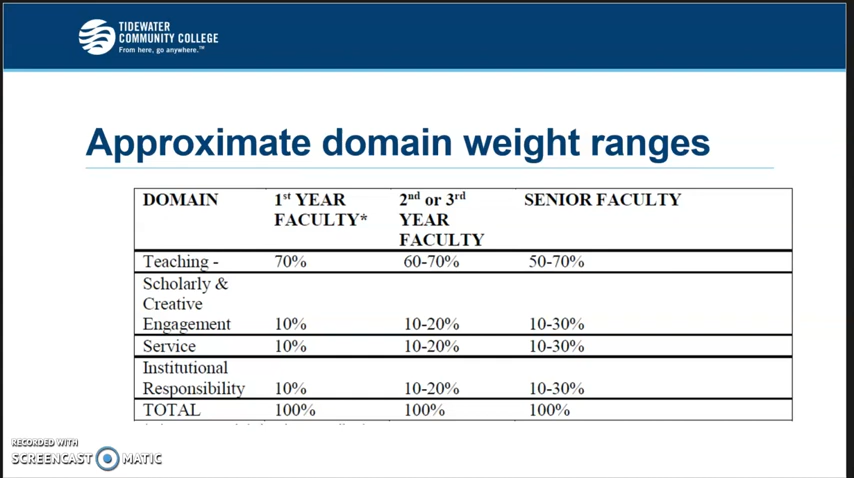 TIDEWATER
COMMUNITY COLLEGE
From here, go anywhere.™
Approximate domain weight ranges
DOMAIN 1st YEAR FACULTY* 2nd or 3rd YEAR FACULTY SENIOR FACULTY
Teaching - 70% 60-70% 50-70%
Scholarly & Creative Engagement 10% 10-20% 10-30%
Service 10% 10-20% 10-30%
Institutional Responsibility 10% 10-20% 10-30%
TOTAL 100% 100% 100%
RECORDED WITH
SCREENCAST MATIC